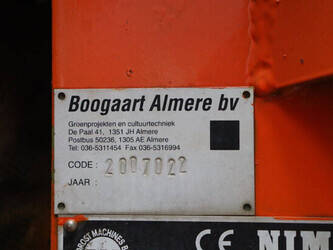 Boogaart Almere bv
Groenprojekten en cultuurtechniek
De Paal 41, 1351 JH Almere
Postbus 50236, 1305 AE Almere
Tel: 036-5311454 Fax 036-5316994
CODE : 2007022
JAAR :
CE NIM